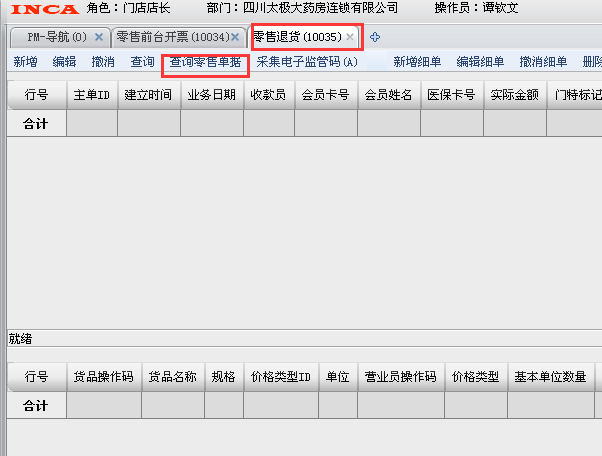 INCA 角色：门店店长 部门：四川太极大药房连锁有限公司 操作员：谭钦文
PM-导航(0) 零售前台开票(10034) 零售退货(10035)
新增 编辑 撤消 查询 查询零售单据 采集电子监管码(A) 新增细单 编辑细单 撤消细单 删除
行号 主单ID 建立时间 业务日期 收款员 会员卡号 会员姓名 医保卡号 实际金额 门特标记
合计
就绪
行号 货品操作码 货品名称 规格 价格类型ID 单位 营业员操作码 价格类型 基本单位数量
合计